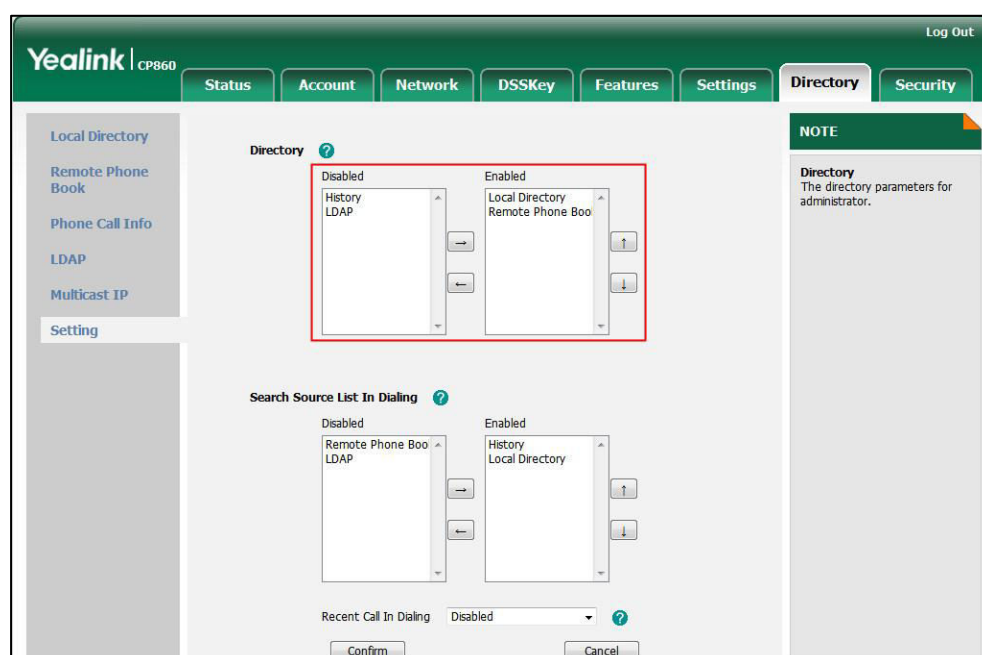 Log Out
Yealink CP860
Status Account Network DSSKey Features Settings Directory Security
Local Directory
Remote Phone
Book
Phone Call Info
LDAP
Multicast IP
Setting
Directory ?
Disabled Enabled
History
LDAP
Local Directory
Remote Phone Boo
→
←
↑
↓
Search Source List In Dialing ?
Disabled Enabled
Remote Phone Boo
LDAP
History
Local Directory
→
←
↑
↓
Recent Call In Dialing Disabled ?
Confirm Cancel
NOTE
Directory
The directory parameters for
administrator.